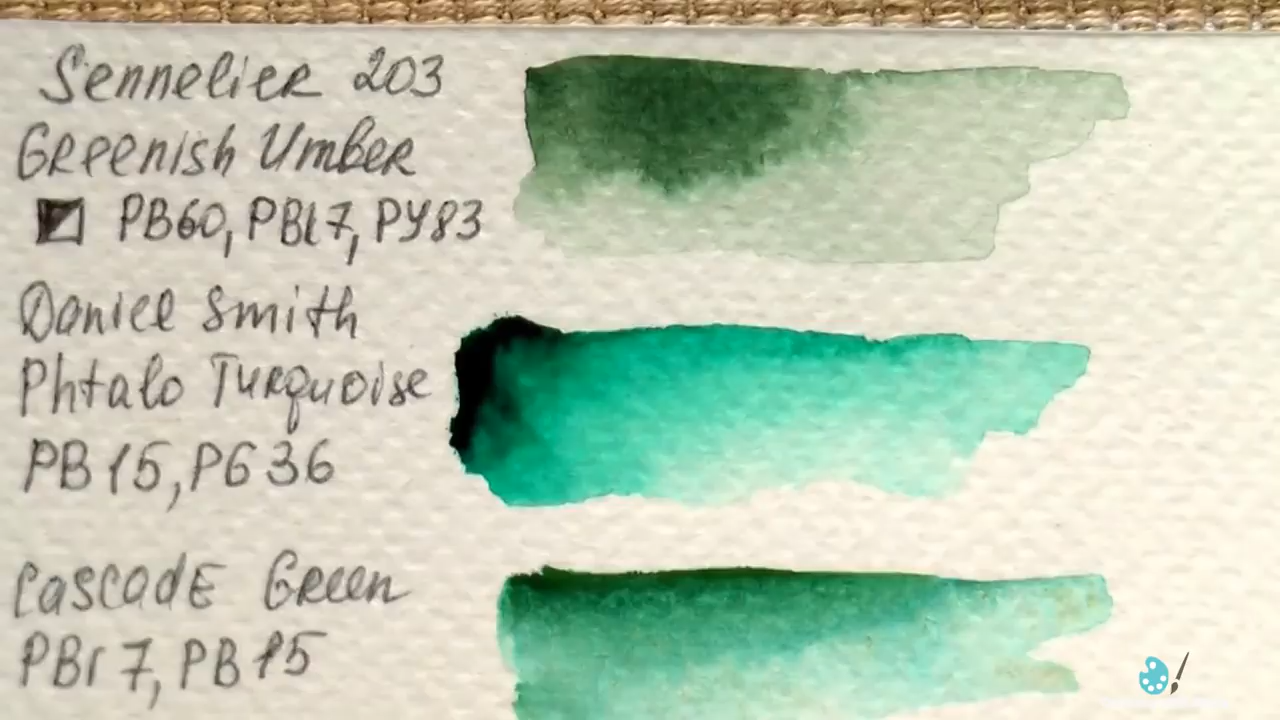 Sennelier 203
Greenish Umber
PB60, PBr7, PY83
Daniel Smith
Phtalo Turquoise
PB15, PG36
Cascade Green
PBr7, PB15